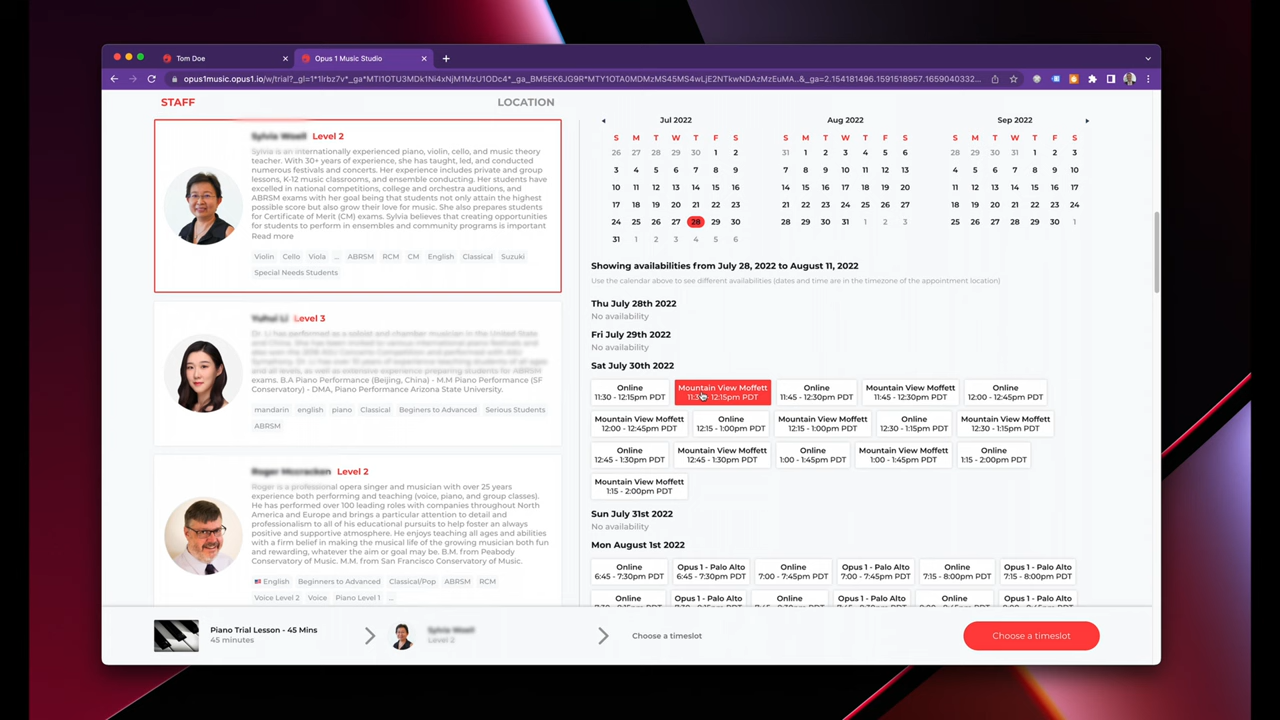 Tom Doe
Opus 1 Music Studio
opus1music.opus1.io/w/trial?_gl=1*1lrbz7v*_ga*MTI1OTU3MDk1Ni4xNjM1MzU1ODc4*_ga_BM5EK6JG9R*MTY1OTA0MDMzMS45MS4wLjE2NTkwNDAzMzEuMA...&_ga=2.154181496.1591518957.1659040332...
STAFF
LOCATION
Level 2
Sylvia is an internationally experienced piano, violin, cello, and music theory
teacher. With 30+ years of experience, she has taught, led, and conducted
numerous festivals and concerts. Her experience includes private and group
lessons, K-12 music classrooms, and ensemble conducting. Her students have
excelled in national competitions, college and orchestra auditions, and
ABRSM exams with her goal being that students not only attain the highest
possible score but also grow their love for music. She also prepares students
for Certificate of Merit (CM) exams. Sylvia believes that creating opportunities
for students to perform in ensembles and community programs is important
Read more
Violin Cello Viola ... ABRSM RCM CM English Classical Suzuki
Special Needs Students
Level 3
exams. B.A Piano Performance (Beijing, China) - M.M Piano Performance (SF
Conservatory) - DMA, Piano Performance Arizona State University.
mandarin english piano Classical Beginers to Advanced Serious Students
ABRSM
Level 2
Roger is a professional opera singer and musician with over 25 years
experience both performing and teaching (voice, piano, and group classes).
He has performed over 100 leading roles with companies throughout North
America and Europe and brings a particular attention to detail and
professionalism to all of his educational pursuits to help foster an always
positive and supportive atmosphere. He enjoys teaching all ages and abilities
with a firm belief in making the musical life of the growing musician both fun
and rewarding, whatever the aim or goal may be. B.M. from Peabody
Conservatory of Music. M.M. from San Francisco Conservatory of Music.
English Beginners to Advanced Classical/Pop ABRSM RCM
Voice Level 2 Voice Piano Level 1 ...
Jul 2022
S M T W T F S
26 27 28 29 30 1 2
3 4 5 6 7 8 9
10 11 12 13 14 15 16
17 18 19 20 21 22 23
24 25 26 27 28 29 30
31 1 2 3 4 5 6
Aug 2022
S M T W T F S
31 1 2 3 4 5 6
7 8 9 10 11 12 13
14 15 16 17 18 19 20
21 22 23 24 25 26 27
28 29 30 31 1 2 3
Sep 2022
S M T W T F S
28 29 30 31 1 2 3
4 5 6 7 8 9 10
11 12 13 14 15 16 17
18 19 20 21 22 23 24
25 26 27 28 29 30 1
Showing availabilities from July 28, 2022 to August 11, 2022
Use the calendar above to see different availabilities (dates and time are in the timezone of the appointment location)
Thu July 28th 2022
No availability
Fri July 29th 2022
No availability
Sat July 30th 2022
Online Mountain View Moffett Online Mountain View Moffett Online
11:30 - 12:15pm PDT 11:3 12:15pm PDT 11:45 - 12:30pm PDT 11:45 - 12:30pm PDT 12:00 - 12:45pm PDT
Mountain View Moffett Online Mountain View Moffett Online Mountain View Moffett
12:00 - 12:45pm PDT 12:15 - 1:00pm PDT 12:15 - 1:00pm PDT 12:30 - 1:15pm PDT 12:30 - 1:15pm PDT
Online Mountain View Moffett Online Mountain View Moffett Online
12:45 - 1:30pm PDT 12:45 - 1:30pm PDT 1:00 - 1:45pm PDT 1:00 - 1:45pm PDT 1:15 - 2:00pm PDT
Mountain View Moffett
1:15 - 2:00pm PDT
Sun July 31st 2022
No availability
Mon August 1st 2022
Online Opus 1 - Palo Alto Online Opus 1 - Palo Alto Online Opus 1 - Palo Alto
6:45 - 7:30pm PDT 6:45 - 7:30pm PDT 7:00 - 7:45pm PDT 7:00 - 7:45pm PDT 7:15 - 8:00pm PDT 7:15 - 8:00pm PDT
Online Opus 1 - Palo Alto Online Opus 1 - Palo Alto Online Opus 1 - Palo Alto
Piano Trial Lesson - 45 Mins
45 minutes
Level 2
Choose a timeslot
Choose a timeslot